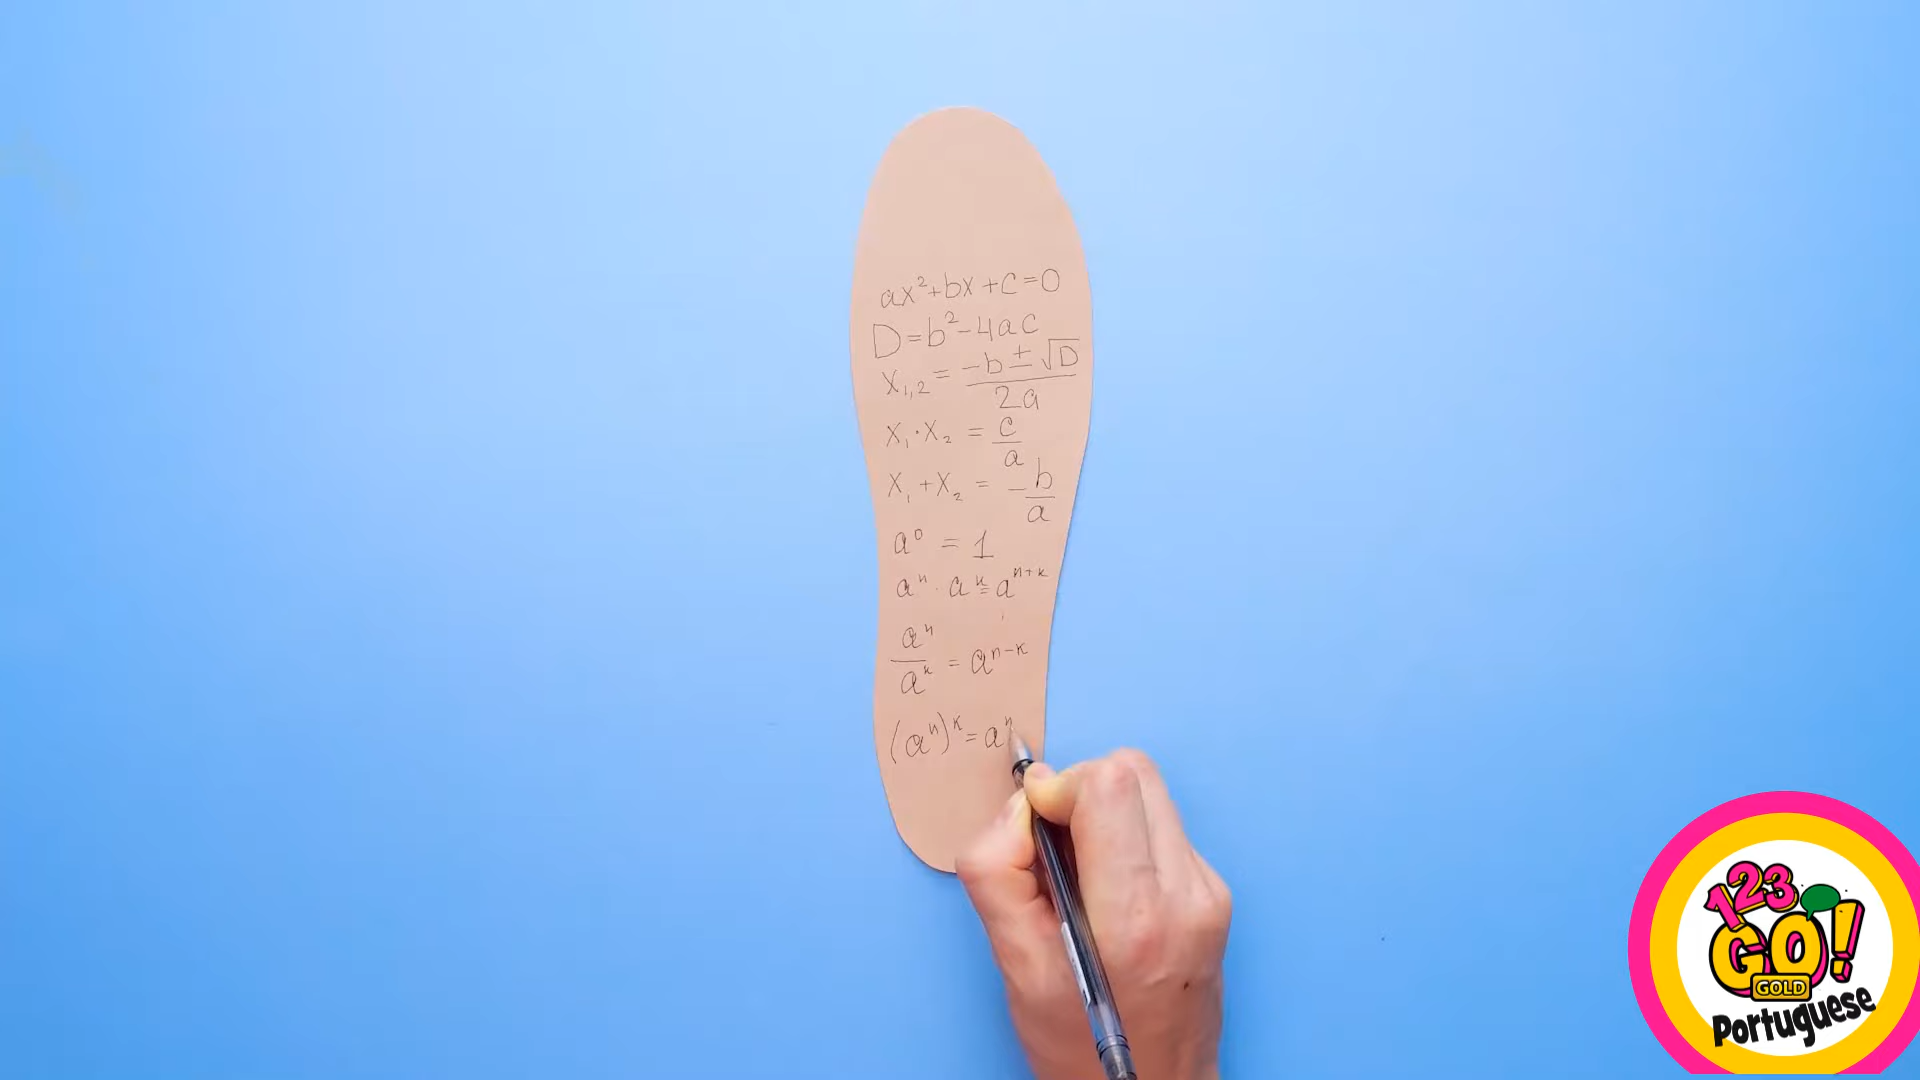 ax²+bx+c=0
D=b²-4ac
x₁,₂ = (-b±√D)/2a
x₁·x₂ = c/a
x₁+x₂ = -b/a
a⁰ = 1
aⁿ·aᵏ=aⁿ⁺ᵏ
aⁿ/aᵏ = aⁿ⁻ᵏ
(aⁿ)ᵏ=aⁿ
123
GO!
GOLD
Portuguese